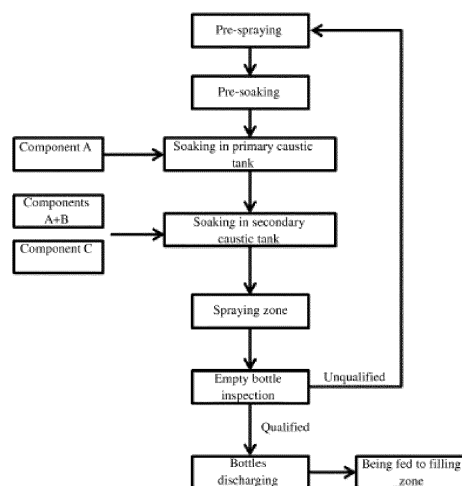 Pre-spraying
Pre-soaking
Component A
Soaking in primary caustic
tank
Components
A+B
Component C
Soaking in secondary
caustic tank
Spraying zone
Empty bottle
inspection
Unqualified
Qualified
Bottles
discharging
Being fed to filling
zone